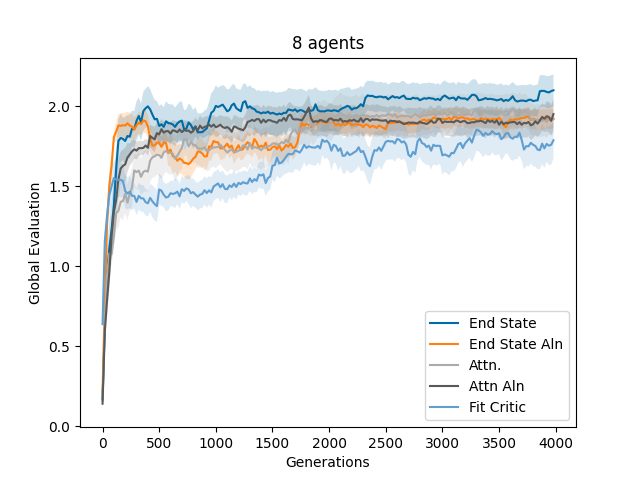 8 agents
Global Evaluation
2.0
1.5
1.0
0.5
0.0
End State
End State Aln
Attn.
Attn Aln
Fit Critic
0 500 1000 1500 2000 2500 3000 3500 4000
Generations